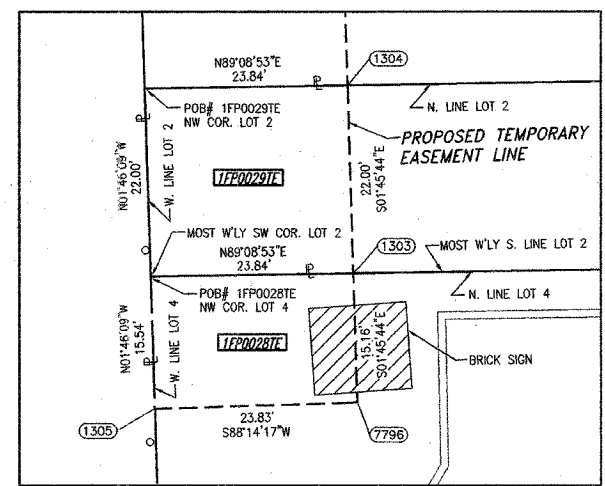 N89°08'53"E
23.84'
1304
PL
POB# 1FP0029TE
NW COR. LOT 2
N. LINE LOT 2
PL
N01°46'09"W
22.00'
W. LINE LOT 2
1FP0029TE
PROPOSED TEMPORARY
EASEMENT LINE
22.00'
S01°45'44"E
MOST W'LY SW COR. LOT 2
N89°08'53"E
23.84'
1303
MOST W'LY S. LINE LOT 2
PL
POB# 1FP0028TE
NW COR. LOT 4
N. LINE LOT 4
N01°46'09"W
15.54'
PL
W. LINE LOT 4
1FP0028TE
15.16'
S01°45'44"E
BRICK SIGN
1305
23.83'
S88°14'17"W
7796